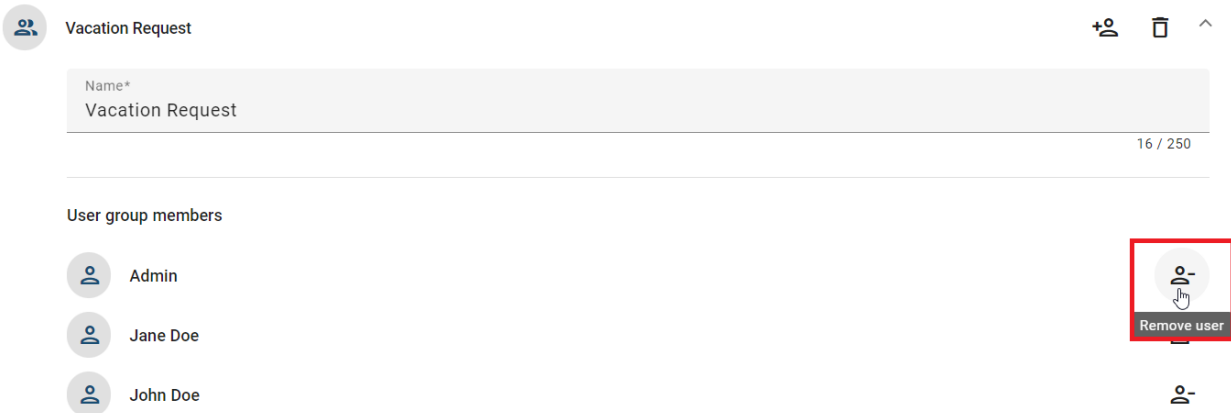 Vacation Request
Name*
Vacation Request
16 / 250
User group members
Admin
Remove user
Jane Doe
John Doe